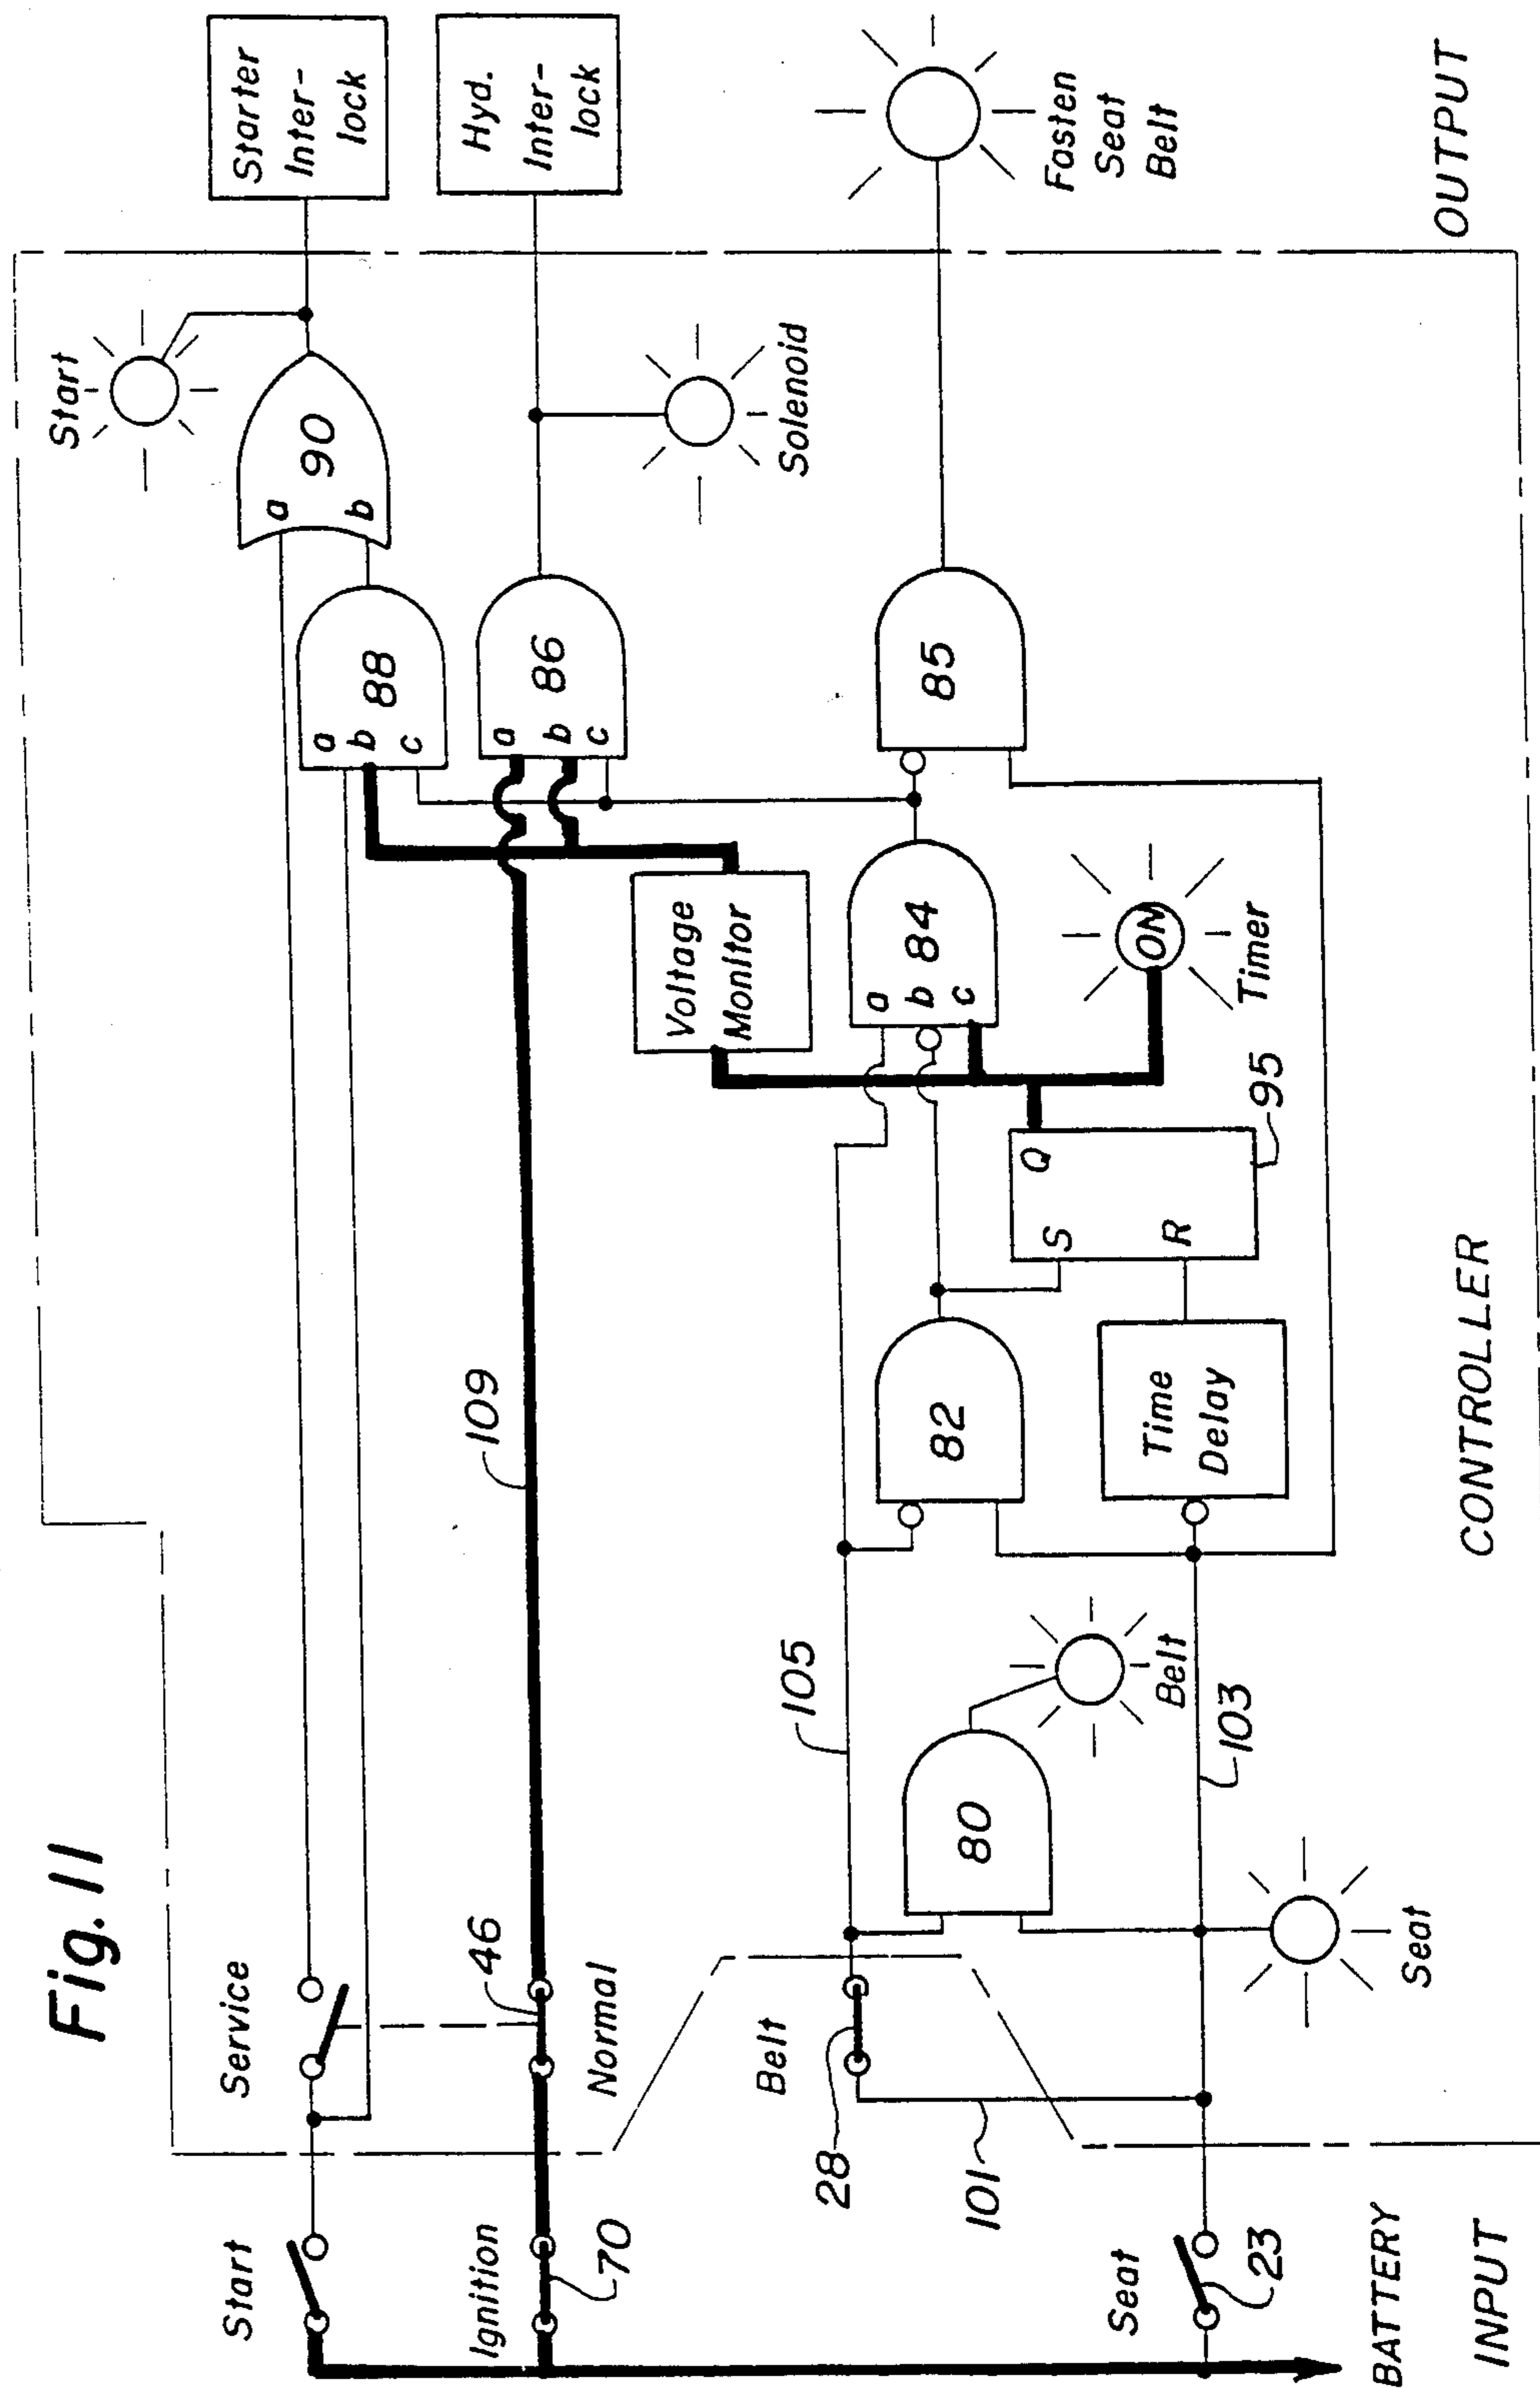 Fig. 11
Start
Service
a
90
b
Start
Starter
Inter-
lock
a
b
88
c
Ignition
70
46
Normal
109
a
b
86
c
Hyd.
Inter-
lock
Solenoid
Voltage
Monitor
Belt
28
101
105
80
Belt
82
a
b
84
c
85
Fasten
Seat
Belt
Seat
23
Seat
103
Time
Delay
S
Q
R
95
ON
Timer
BATTERY
INPUT
CONTROLLER
OUTPUT